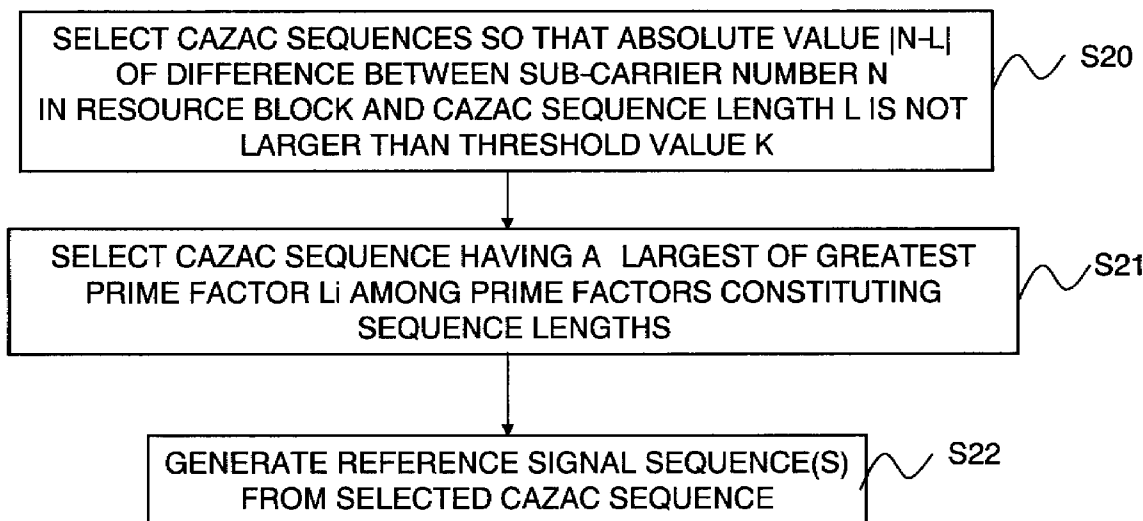 SELECT CAZAC SEQUENCES SO THAT ABSOLUTE VALUE |N-L|
OF DIFFERENCE BETWEEN SUB-CARRIER NUMBER N
IN RESOURCE BLOCK AND CAZAC SEQUENCE LENGTH L IS NOT
LARGER THAN THRESHOLD VALUE K
S20
SELECT CAZAC SEQUENCE HAVING A LARGEST OF GREATEST
PRIME FACTOR Li AMONG PRIME FACTORS CONSTITUTING
SEQUENCE LENGTHS
S21
GENERATE REFERENCE SIGNAL SEQUENCE(S)
FROM SELECTED CAZAC SEQUENCE
S22